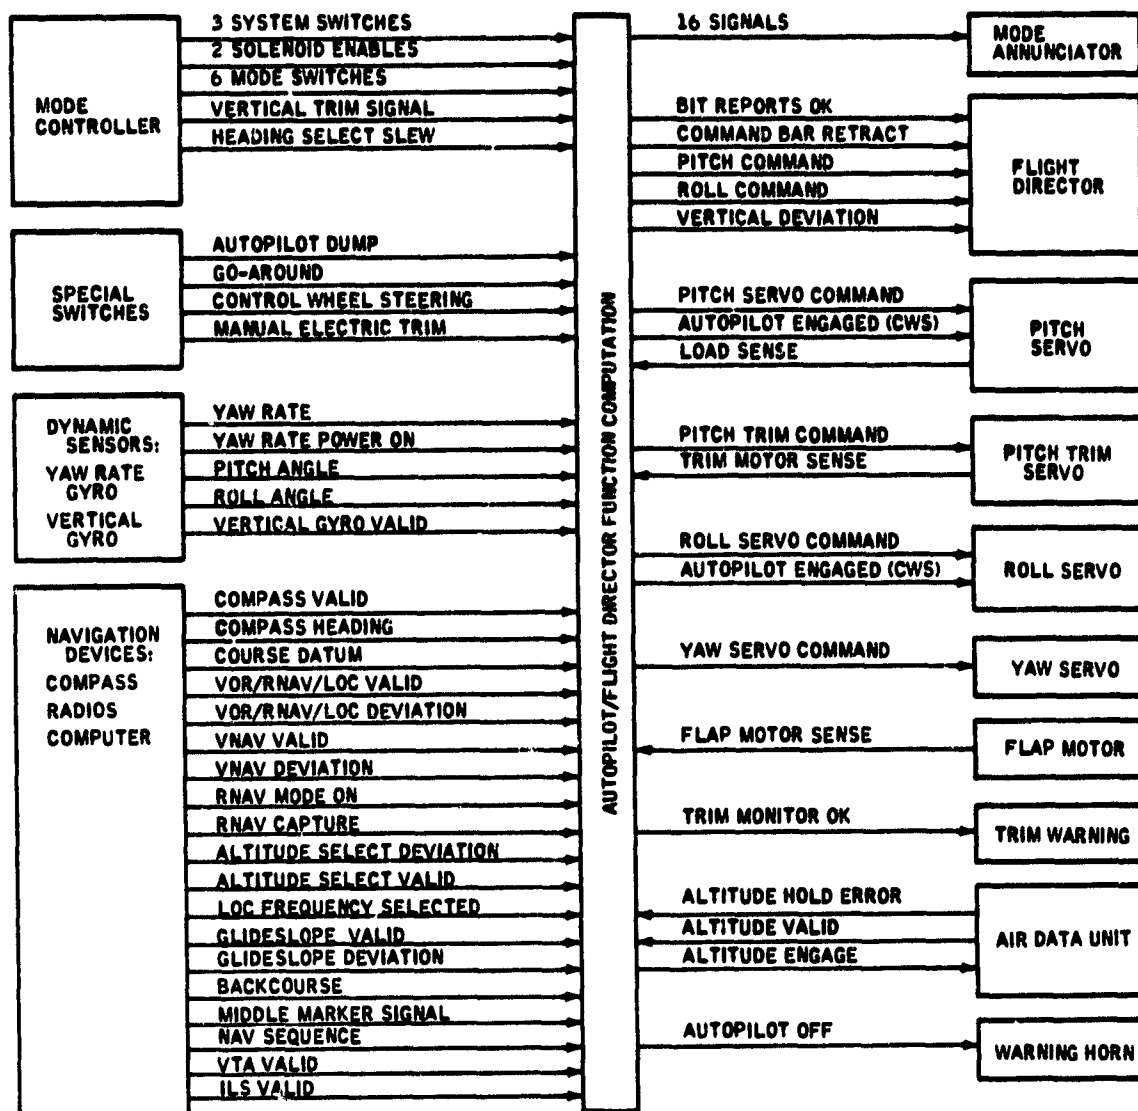 3 SYSTEM SWITCHES
2 SOLENOID ENABLES
6 MODE SWITCHES
VERTICAL TRIM SIGNAL
HEADING SELECT SLEW
MODE
CONTROLLER
AUTOPILOT DUMP
GO-AROUND
CONTROL WHEEL STEERING
MANUAL ELECTRIC TRIM
SPECIAL
SWITCHES
DYNAMIC
SENSORS:
YAW RATE
GYRO
VERTICAL
GYRO
YAW RATE
YAW RATE POWER ON
PITCH ANGLE
ROLL ANGLE
VERTICAL GYRO VALID
NAVIGATION
DEVICES:
COMPASS
RADIOS
COMPUTER
COMPASS VALID
COMPASS HEADING
COURSE DATUM
VOR/RNAV/LOC VALID
VOR/RNAV/LOC DEVIATION
VNAV VALID
VNAV DEVIATION
RNAV MODE ON
RNAV CAPTURE
ALTITUDE SELECT DEVIATION
ALTITUDE SELECT VALID
LOC FREQUENCY SELECTED
GLIDESLOPE VALID
GLIDESLOPE DEVIATION
BACKCOURSE
MIDDLE MARKER SIGNAL
NAV SEQUENCE
VTA VALID
ILS VALID
AUTOPILOT/FLIGHT DIRECTOR FUNCTION COMPUTATION
16 SIGNALS
MODE
ANNUNCIATOR
BIT REPORTS OK
COMMAND BAR RETRACT
PITCH COMMAND
ROLL COMMAND
VERTICAL DEVIATION
FLIGHT
DIRECTOR
PITCH SERVO COMMAND
AUTOPILOT ENGAGED (CWS)
LOAD SENSE
PITCH
SERVO
PITCH TRIM COMMAND
TRIM MOTOR SENSE
PITCH TRIM
SERVO
ROLL SERVO COMMAND
AUTOPILOT ENGAGED (CWS)
ROLL SERVO
YAW SERVO COMMAND
YAW SERVO
FLAP MOTOR SENSE
FLAP MOTOR
TRIM MONITOR OK
TRIM WARNING
ALTITUDE HOLD ERROR
ALTITUDE VALID
ALTITUDE ENGAGE
AIR DATA UNIT
AUTOPILOT OFF
WARNING HORN